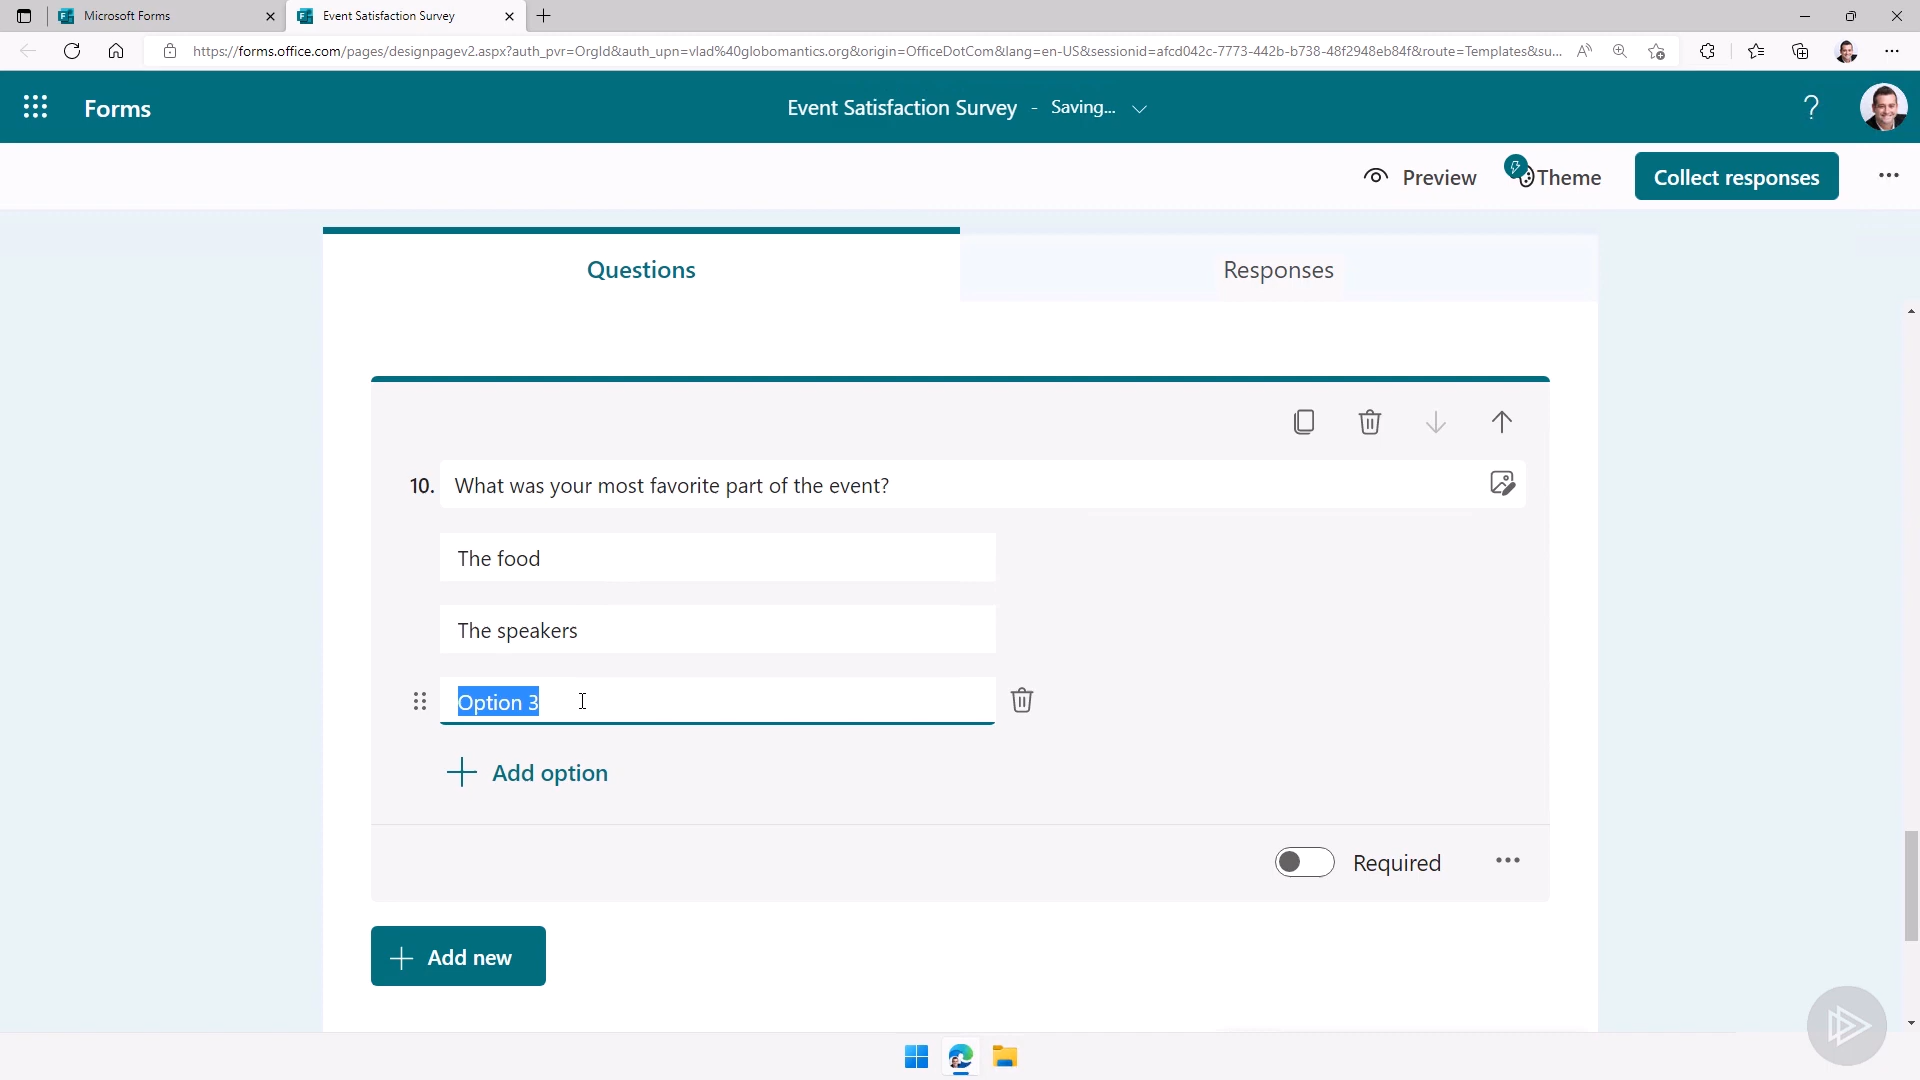 Microsoft Forms
Event Satisfaction Survey
https://forms.office.com/pages/designpagev2.aspx?auth_pvr=OrgId&auth_upn=vlad%40globomantics.org&origin=OfficeDotCom&lang=en-US&sessionid=afcd042c-7773-442b-b738-48f2948eb84f&route=Templates&su...
Forms
Event Satisfaction Survey - Saving...
?
Preview
Theme
Collect responses
Questions
Responses
10. What was your most favorite part of the event?
The food
The speakers
Option 3
Add option
Required
Add new